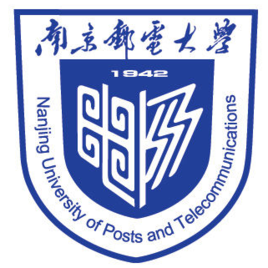 南京郵電大學
1942
Nanjing University of Posts and Telecommunications